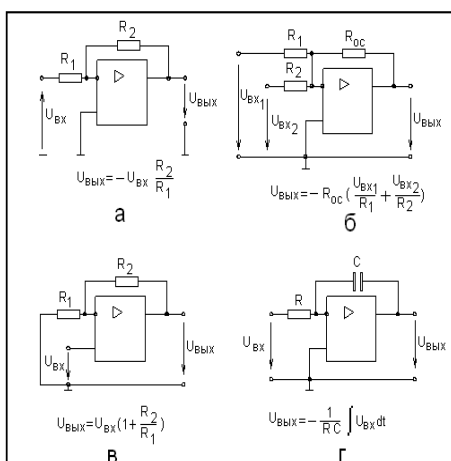 R₁
R₂
▷
Uвх
Uвых
Uвых=−Uвх R₂/R₁
а
R₁
Rос
R₂
▷
Uвх₁
Uвх₂
Uвых
Uвых=−Rос(Uвх₁/R₁+Uвх₂/R₂)
б
R₁
R₂
▷
Uвх
Uвых
Uвых=Uвх(1+R₂/R₁)
в
R
C
▷
Uвх
Uвых
Uвых=−1/RC ∫Uвхdt
г